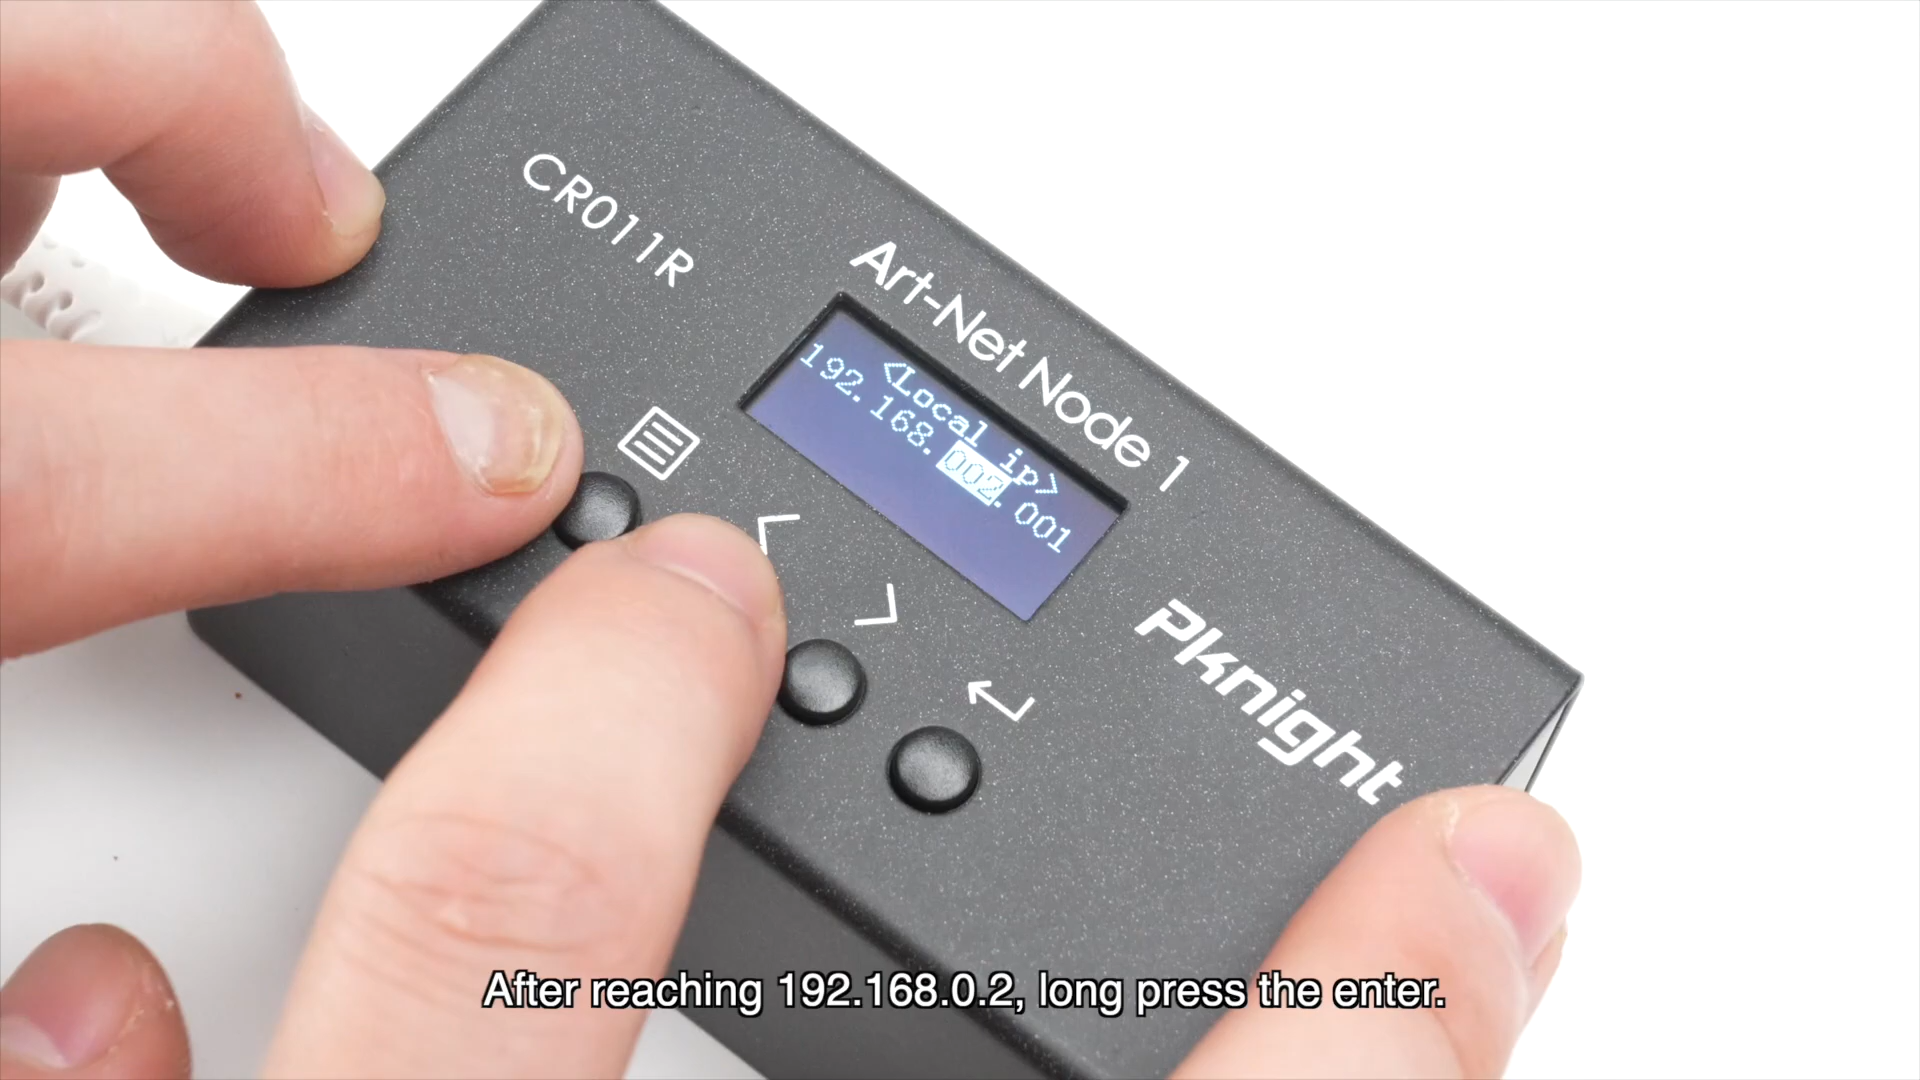 CR011R
Art-Net Node 1
<Local ip>
192.168.002.001
Pknight
After reaching 192.168.0.2, long press the enter.